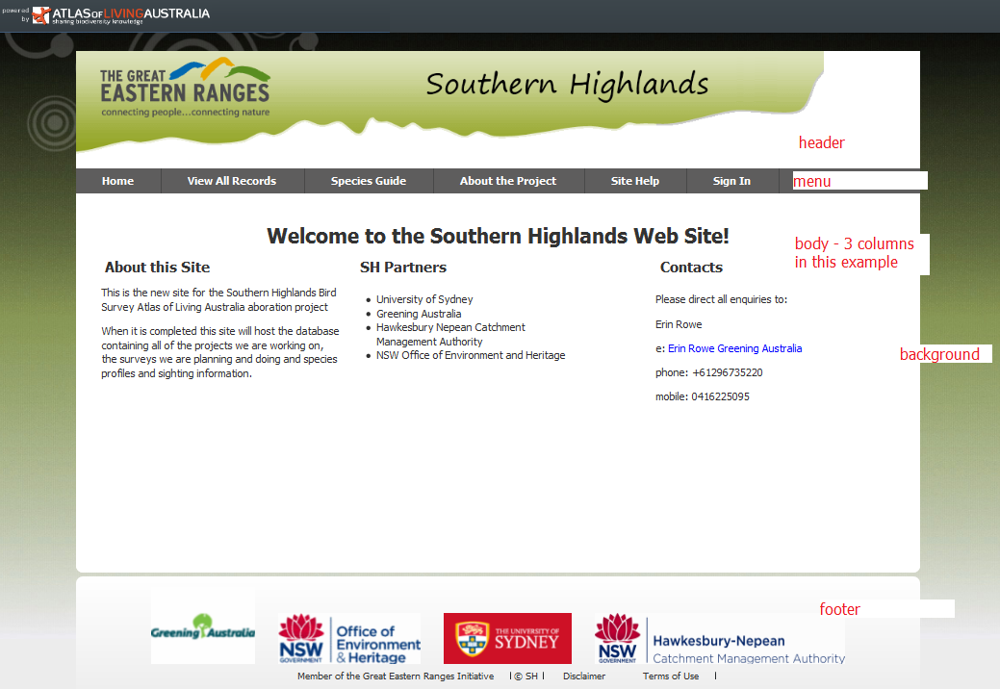 powered by ATLAS OF LIVING AUSTRALIA
sharing biodiversity knowledge
THE GREAT
EASTERN RANGES
connecting people...connecting nature
Southern Highlands
header
Home View All Records Species Guide About the Project Site Help Sign In menu
Welcome to the Southern Highlands Web Site!
body - 3 columns
in this example
About this Site
This is the new site for the Southern Highlands Bird
Survey Atlas of Living Australia aboration project
When it is completed this site will host the database
containing all of the projects we are working on,
the surveys we are planning and doing and species
profiles and sighting information.
SH Partners
• University of Sydney
• Greening Australia
• Hawkesbury Nepean Catchment
Management Authority
• NSW Office of Environment and Heritage
Contacts
Please direct all enquiries to:
Erin Rowe
e: Erin Rowe Greening Australia
phone: +61296735220
mobile: 0416225095
background
footer
Greening Australia
NSW
GOVERNMENT
Office of
Environment
& Heritage
THE UNIVERSITY OF
SYDNEY
NSW
GOVERNMENT
Hawkesbury-Nepean
Catchment Management Authority
Member of the Great Eastern Ranges Initiative | © SH | Disclaimer Terms of Use |